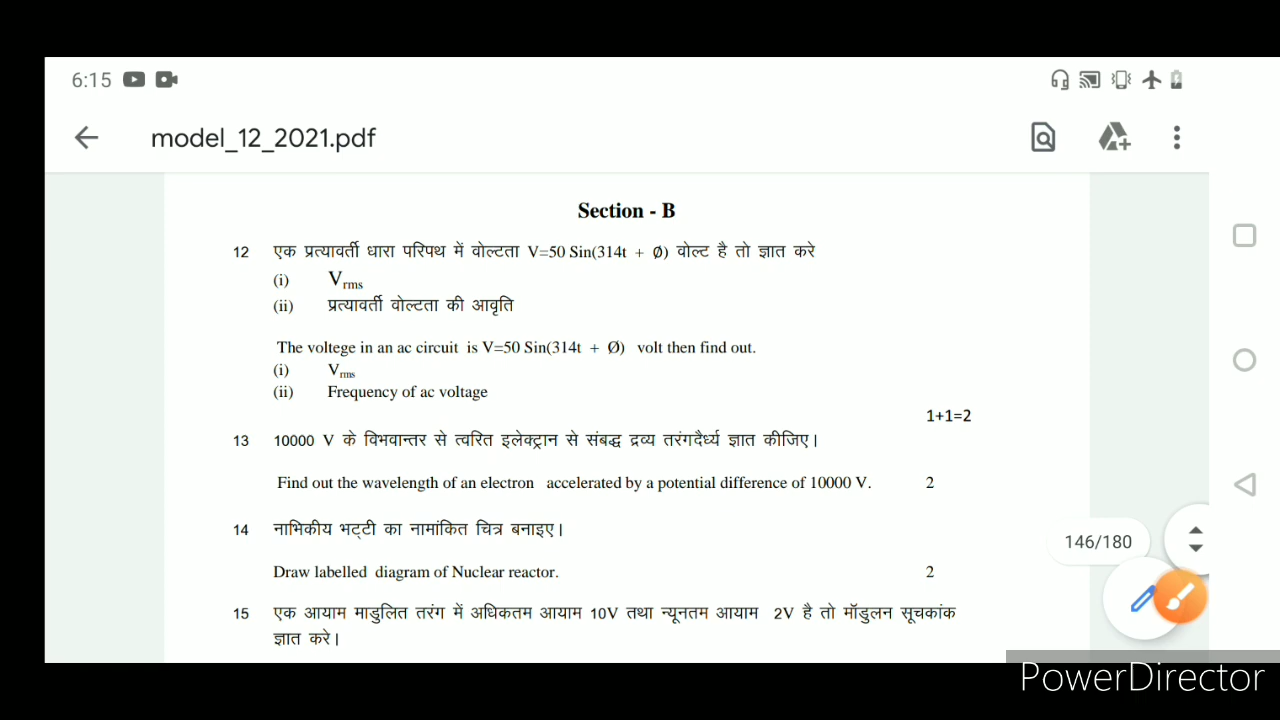 6:15
model_12_2021.pdf
Section - B
12 एक प्रत्यावर्ती धारा परिपथ में वोल्टता V=50 Sin(314t + Ø) वोल्ट है तो ज्ञात करे
(i) Vrms
(ii) प्रत्यावर्ती वोल्टता की आवृति
The voltege in an ac circuit is V=50 Sin(314t + Ø) volt then find out.
(i) Vrms
(ii) Frequency of ac voltage
1+1=2
13 10000 V के विभवान्तर से त्वरित इलेक्ट्रान से संबद्ध द्रव्य तरंगदैर्ध्य ज्ञात कीजिए।
Find out the wavelength of an electron accelerated by a potential difference of 10000 V. 2
14 नाभिकीय भट्टी का नामांकित चित्र बनाइए।
146/180
Draw labelled diagram of Nuclear reactor. 2
15 एक आयाम माडुलित तरंग में अधिकतम आयाम 10V तथा न्यूनतम आयाम 2V है तो मॉडुलन सूचकांक
ज्ञात करे।
PowerDirector